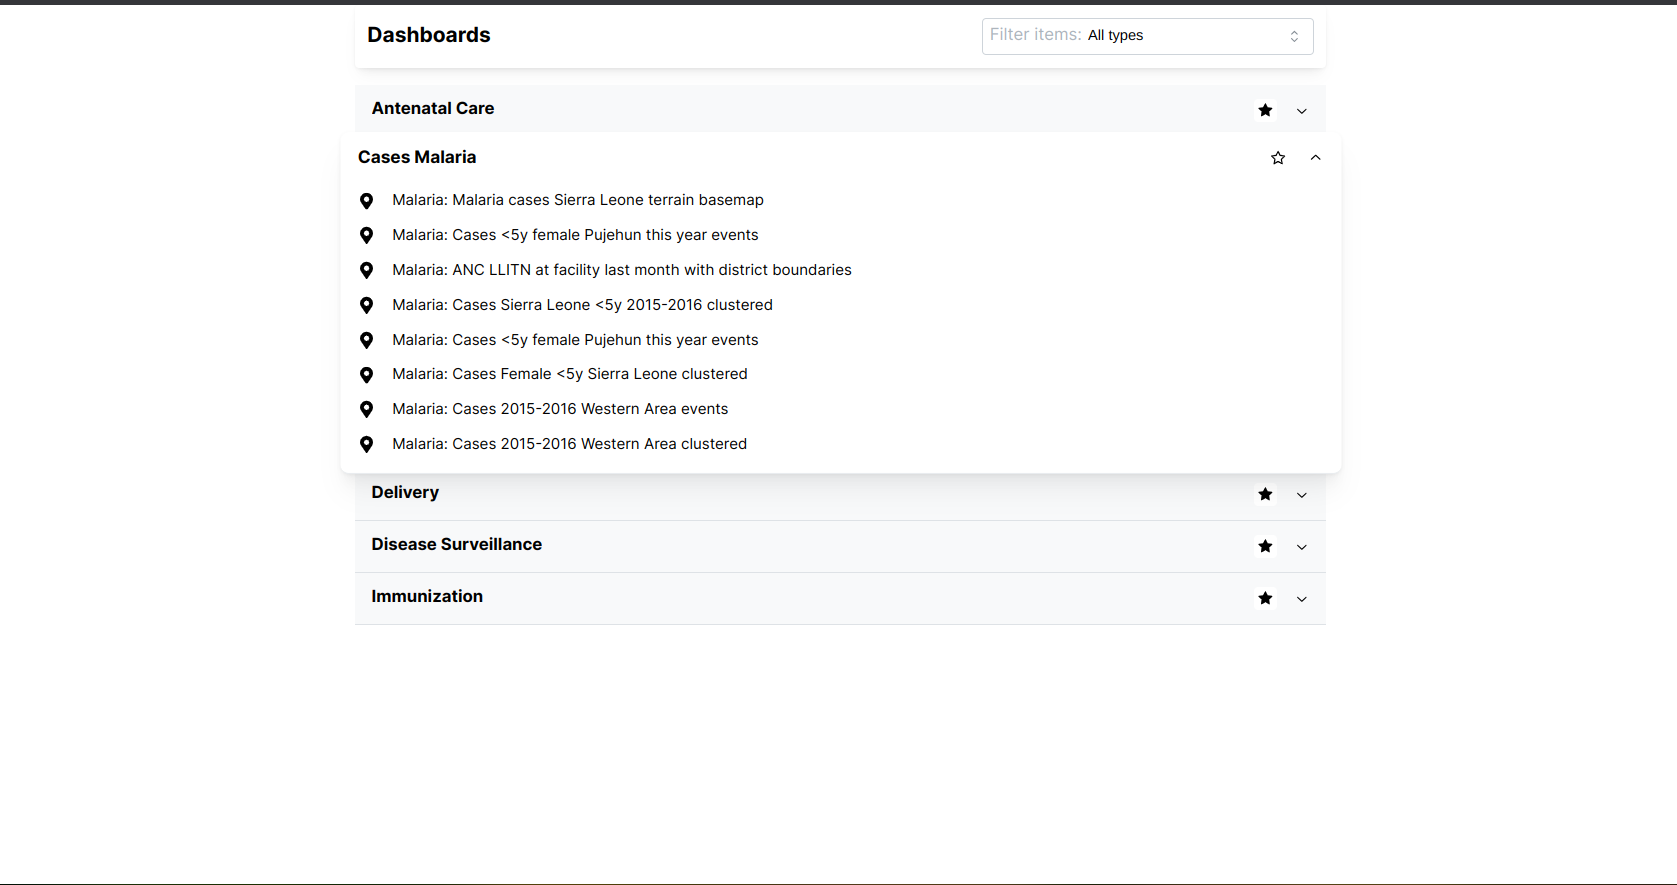 Dashboards
Filter items: All types
Antenatal Care
Cases Malaria
Malaria: Malaria cases Sierra Leone terrain basemap
Malaria: Cases <5y female Pujehun this year events
Malaria: ANC LLITN at facility last month with district boundaries
Malaria: Cases Sierra Leone <5y 2015-2016 clustered
Malaria: Cases <5y female Pujehun this year events
Malaria: Cases Female <5y Sierra Leone clustered
Malaria: Cases 2015-2016 Western Area events
Malaria: Cases 2015-2016 Western Area clustered
Delivery
Disease Surveillance
Immunization